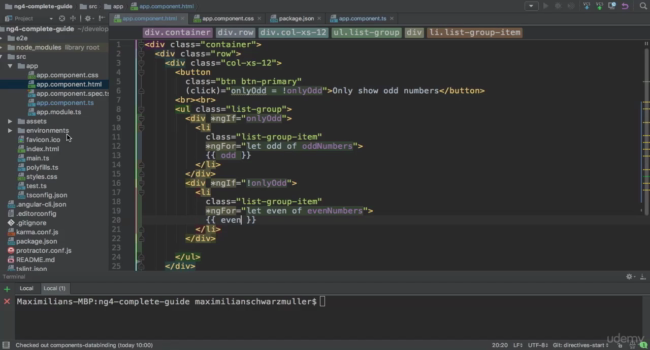 ng4-complete-guide src app app.component.html
Project
app.component.html app.component.css package.json app.component.ts
ng4-complete-guide ~/develop
e2e
node_modules library root
src
app
app.component.css
app.component.html
app.component.spec.ts
app.component.ts
app.module.ts
assets
environments
favicon.ico
index.html
main.ts
polyfills.ts
styles.css
test.ts
tsconfig.json
.angular-cli.json
.editorconfig
.gitignore
karma.conf.js
package.json
protractor.conf.js
README.md
tslint.json
div.container div.row div.col-xs-12 ul.list-group div li.list-group-item
1 <div class="container">
2 <div class="row">
3 <div class="col-xs-12">
4 <button
5 class="btn btn-primary"
6 (click)="onlyOdd = !onlyOdd">Only show odd numbers</button>
7 <br><br>
8 <ul class="list-group">
9 <div *ngIf="onlyOdd">
10 <li
11 class="list-group-item"
12 *ngFor="let odd of oddNumbers">
13 {{ odd }}
14 </li>
15 </div>
16 <div *ngIf="!onlyOdd">
17 <li
18 class="list-group-item"
19 *ngFor="let even of evenNumbers">
20 {{ even }}
21 </li>
22 </div>
23
24 </ul>
25 </div>
Terminal
Local Local (1)
Maximilians-MBP:ng4-complete-guide maximilianschwarzmuller$
udemy
Checked out components-databinding (today 10:00) 20:20 LF÷ UTF-8÷ Git: directives-start